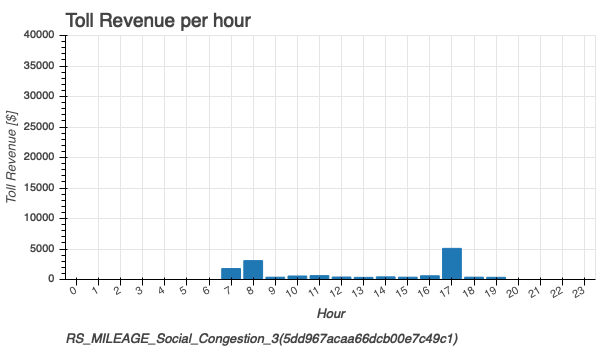 Toll Revenue per hour
40000
35000
30000
25000
20000
15000
10000
5000
0
Toll Revenue [$]
0 1 2 3 4 5 6 7 8 9 10 11 12 13 14 15 16 17 18 19 20 21 22 23
Hour
RS_MILEAGE_Social_Congestion_3(5dd967acaa66dcb00e7c49c1)